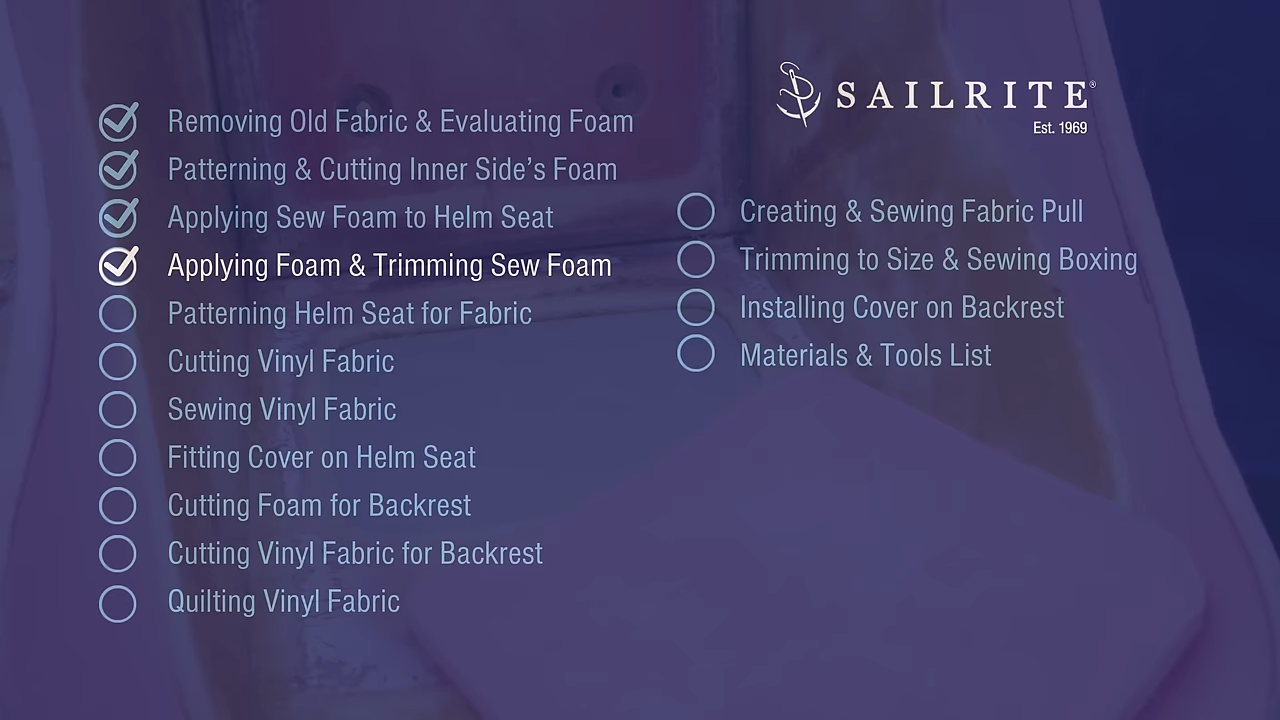 Removing Old Fabric & Evaluating Foam
Patterning & Cutting Inner Side’s Foam
Applying Sew Foam to Helm Seat
Applying Foam & Trimming Sew Foam
Patterning Helm Seat for Fabric
Cutting Vinyl Fabric
Sewing Vinyl Fabric
Fitting Cover on Helm Seat
Cutting Foam for Backrest
Cutting Vinyl Fabric for Backrest
Quilting Vinyl Fabric
SAILRITE®
Est. 1969
Creating & Sewing Fabric Pull
Trimming to Size & Sewing Boxing
Installing Cover on Backrest
Materials & Tools List